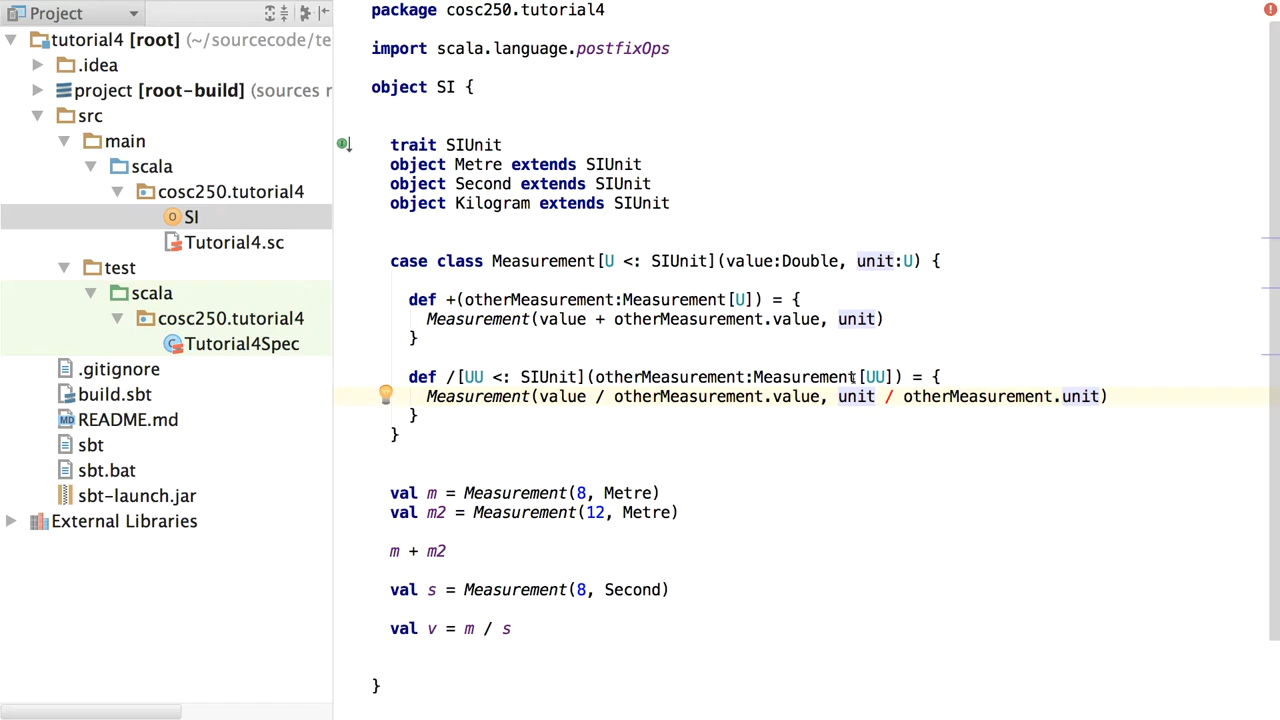 Project
tutorial4 [root] (~/sourcecode/te
.idea
project [root-build] (sources r
src
main
scala
cosc250.tutorial4
SI
Tutorial4.sc
test
scala
cosc250.tutorial4
Tutorial4Spec
.gitignore
build.sbt
README.md
sbt
sbt.bat
sbt-launch.jar
External Libraries
package cosc250.tutorial4
import scala.language.postfixOps
object SI {
trait SIUnit
object Metre extends SIUnit
object Second extends SIUnit
object Kilogram extends SIUnit
case class Measurement[U <: SIUnit](value:Double, unit:U) {
def +(otherMeasurement:Measurement[U]) = {
Measurement(value + otherMeasurement.value, unit)
}
def /[UU <: SIUnit](otherMeasurement:Measurement[UU]) = {
Measurement(value / otherMeasurement.value, unit / otherMeasurement.unit)
}
}
val m = Measurement(8, Metre)
val m2 = Measurement(12, Metre)
m + m2
val s = Measurement(8, Second)
val v = m / s
}